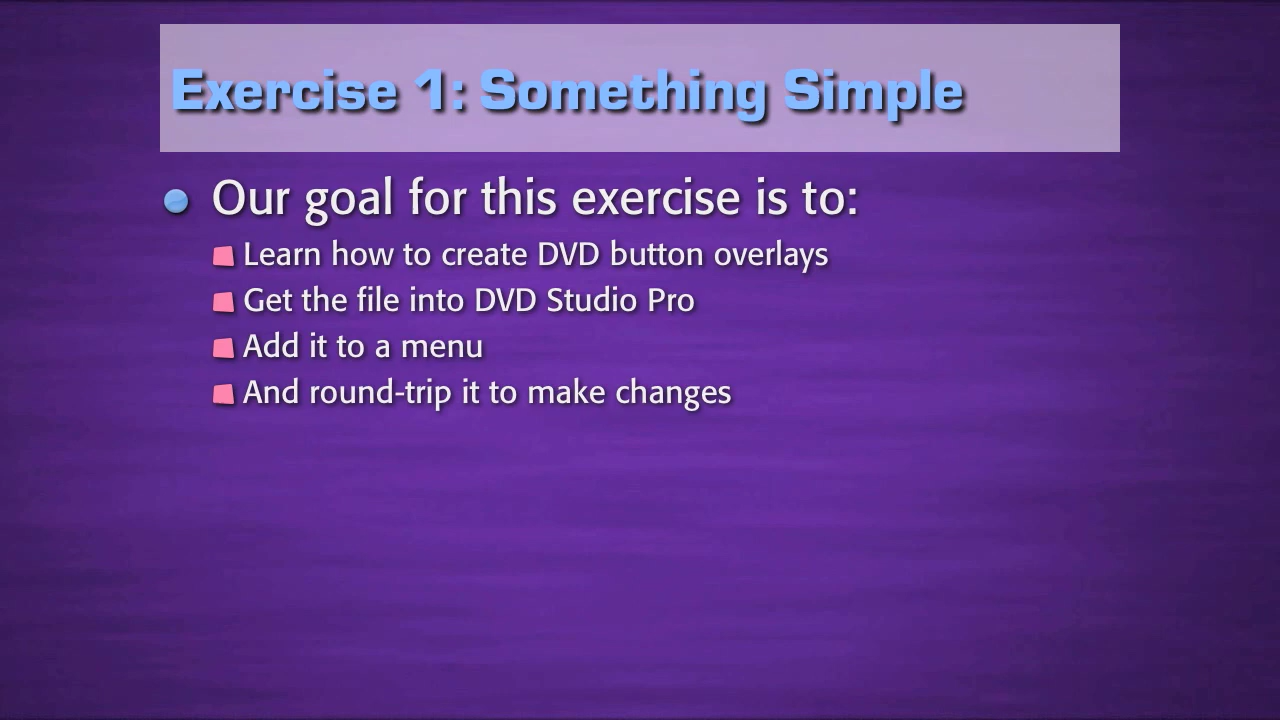 Exercise 1: Something Simple
Our goal for this exercise is to:
Learn how to create DVD button overlays
Get the file into DVD Studio Pro
Add it to a menu
And round-trip it to make changes